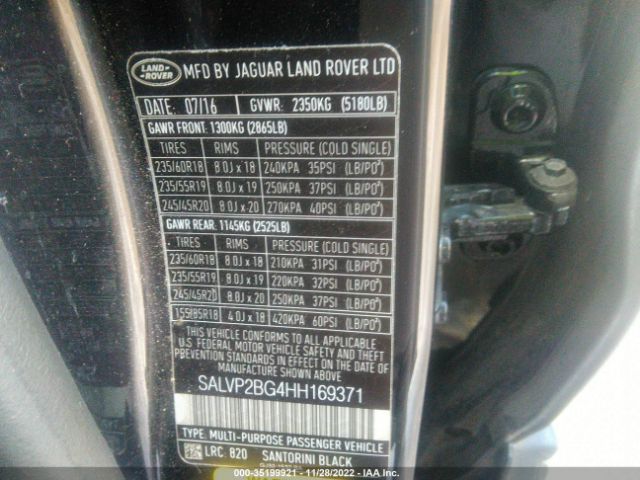 LAND ROVER MFD BY JAGUAR LAND ROVER LTD
DATE: 07/16 GVWR: 2350KG (5180LB)
GAWR FRONT: 1300KG (2865LB)
TIRES RIMS PRESSURE (COLD SINGLE)
235/60R18 8.0J x 18 240KPA 35PSI (LB/PO²)
235/55R19 8.0J x 19 250KPA 37PSI (LB/PO²)
245/45R20 8.0J x 20 270KPA 40PSI (LB/PO²)
GAWR REAR: 1145KG (2525LB)
TIRES RIMS PRESSURE (COLD SINGLE)
235/60R18 8.0J x 18 210KPA 31PSI (LB/PO²)
235/55R19 8.0J x 19 220KPA 32PSI (LB/PO²)
245/45R20 8.0J x 20 250KPA 37PSI (LB/PO²)
155/85R18 4.0J x 18 420KPA 60PSI (LB/PO²)
THIS VEHICLE CONFORMS TO ALL APPLICABLE
U.S FEDERAL MOTOR VEHICLE SAFETY BUMPER, AND
THEFT PREVENTION STANDARDS IN EFFECT ON THE DATE
OF MANUFACTURE SHOWN ABOVE
SALVP2BG4HH169371
TYPE: MULTI-PURPOSE PASSENGER VEHICLE
LRC 820 SANTORINI BLACK
000-35199921 - 11/28/2022 - IAAI.com